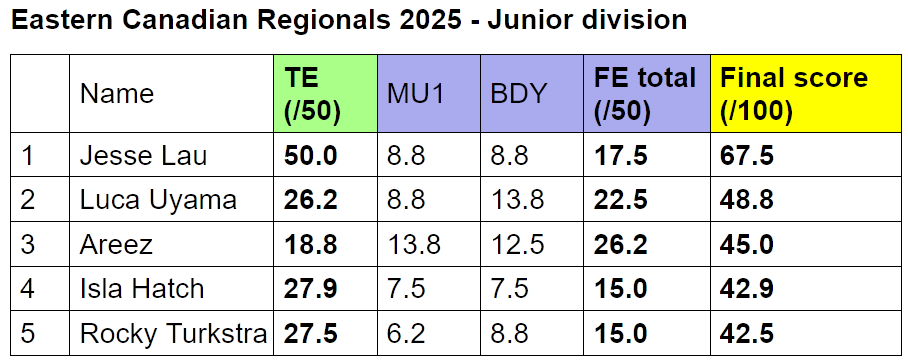 Eastern Canadian Regionals 2025 - Junior division
Name TE (/50) MU1 BDY FE total (/50) Final score (/100)
1 Jesse Lau 50.0 8.8 8.8 17.5 67.5
2 Luca Uyama 26.2 8.8 13.8 22.5 48.8
3 Areez 18.8 13.8 12.5 26.2 45.0
4 Isla Hatch 27.9 7.5 7.5 15.0 42.9
5 Rocky Turkstra 27.5 6.2 8.8 15.0 42.5